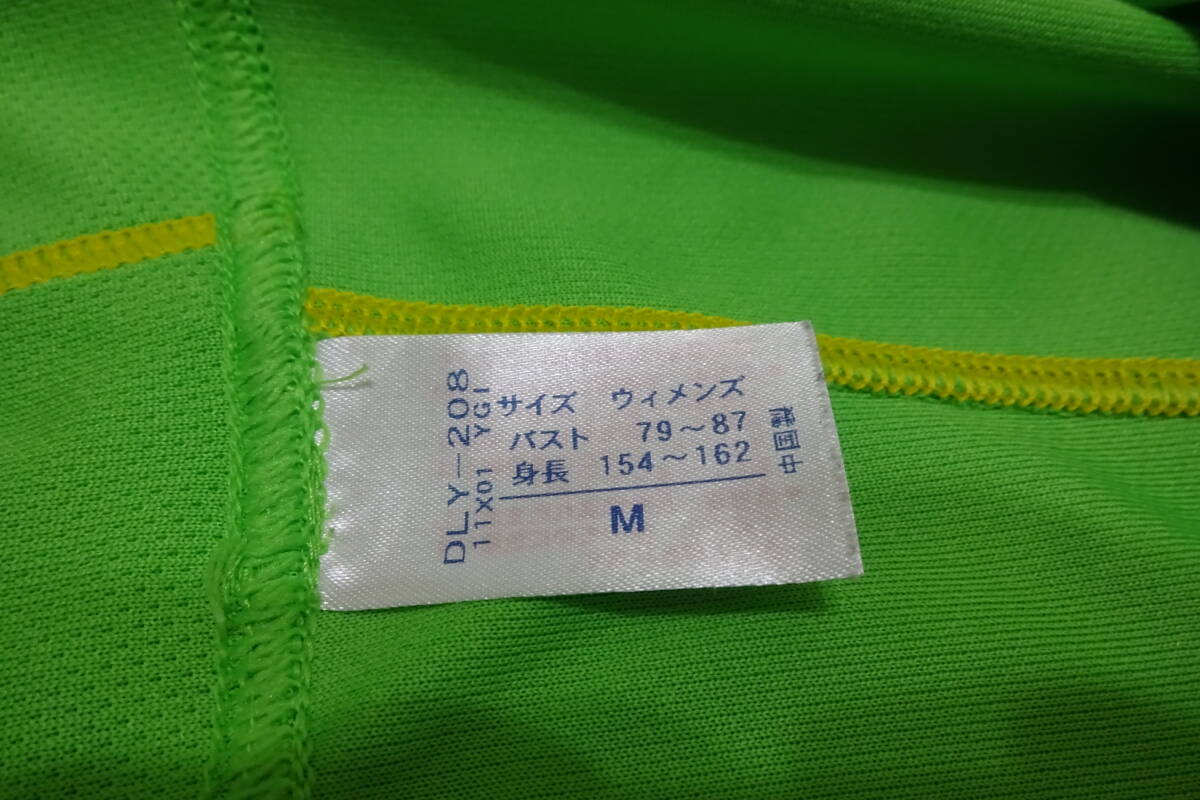 DLY-208
11X01 YGI
サイズ ウィメンズ
バスト 79～87
身長 154～162
M
中国製